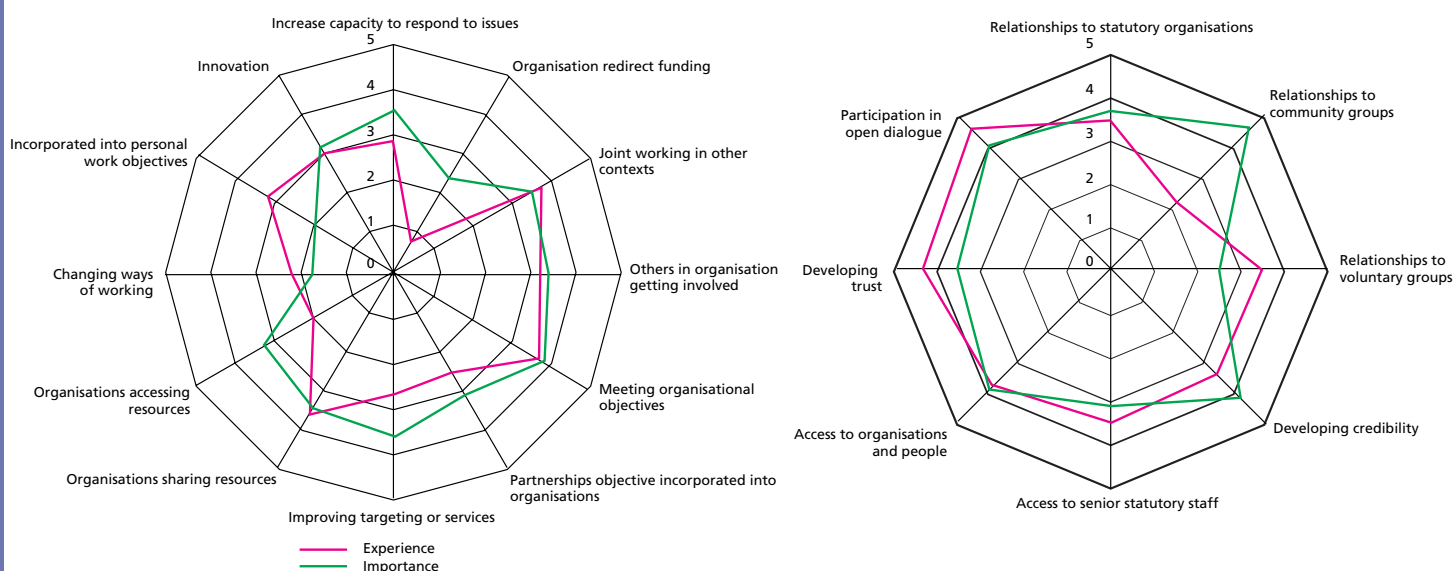 Increase capacity to respond to issues
5
4
3
2
1
0
Organisation redirect funding
Joint working in other
contexts
Others in organisation
getting involved
Meeting organisational
objectives
Partnerships objective incorporated into
organisations
Improving targeting or services
Organisations sharing resources
Organisations accessing
resources
Changing ways
of working
Incorporated into personal
work objectives
Innovation
Experience
Importance
Relationships to statutory organisations
5
4
3
2
1
0
Relationships to
community groups
Relationships to
voluntary groups
Developing credibility
Access to senior statutory staff
Access to organisations
and people
Developing
trust
Participation in
open dialogue